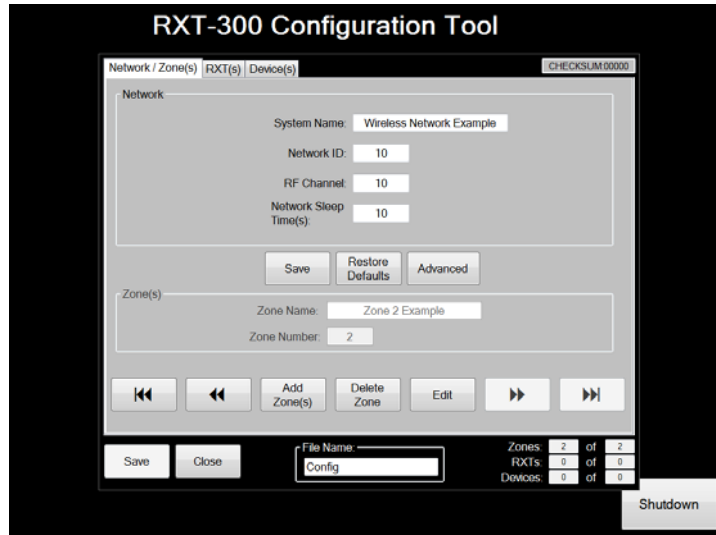 RXT-300 Configuration Tool
Network / Zone(s) RXT(s) Device(s) CHECKSUM:00000
Network
System Name: Wireless Network Example
Network ID: 10
RF Channel: 10
Network Sleep
Time(s): 10
Save Restore
Defaults Advanced
Zone(s)
Zone Name: Zone 2 Example
Zone Number: 2
Add
Zone(s) Delete
Zone Edit
Save Close File Name:
Config
Zones: 2 of 2
RXTs: 0 of 0
Devices: 0 of 0
Shutdown